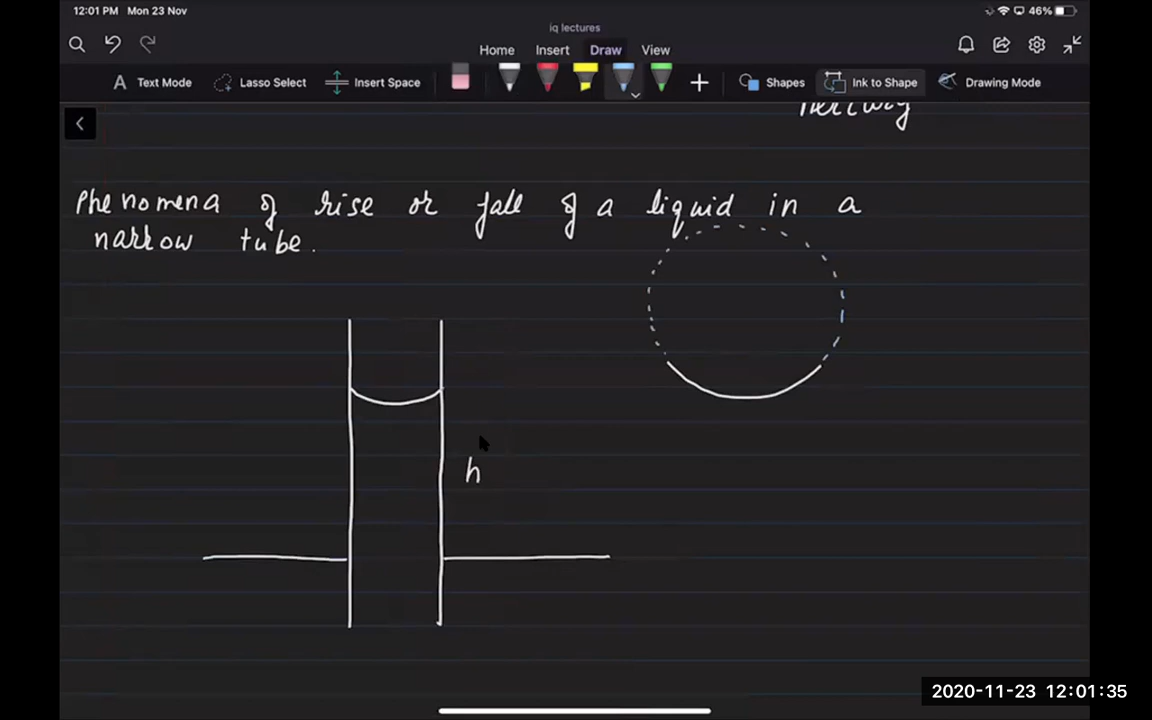 12:01 PM Mon 23 Nov
46%
iq lectures
Home Insert Draw View
Text Mode Lasso Select Insert Space Shapes Ink to Shape Drawing Mode
Phenomena of rise or fall of a liquid in a
narrow tube.
h
2020-11-23 12:01:35